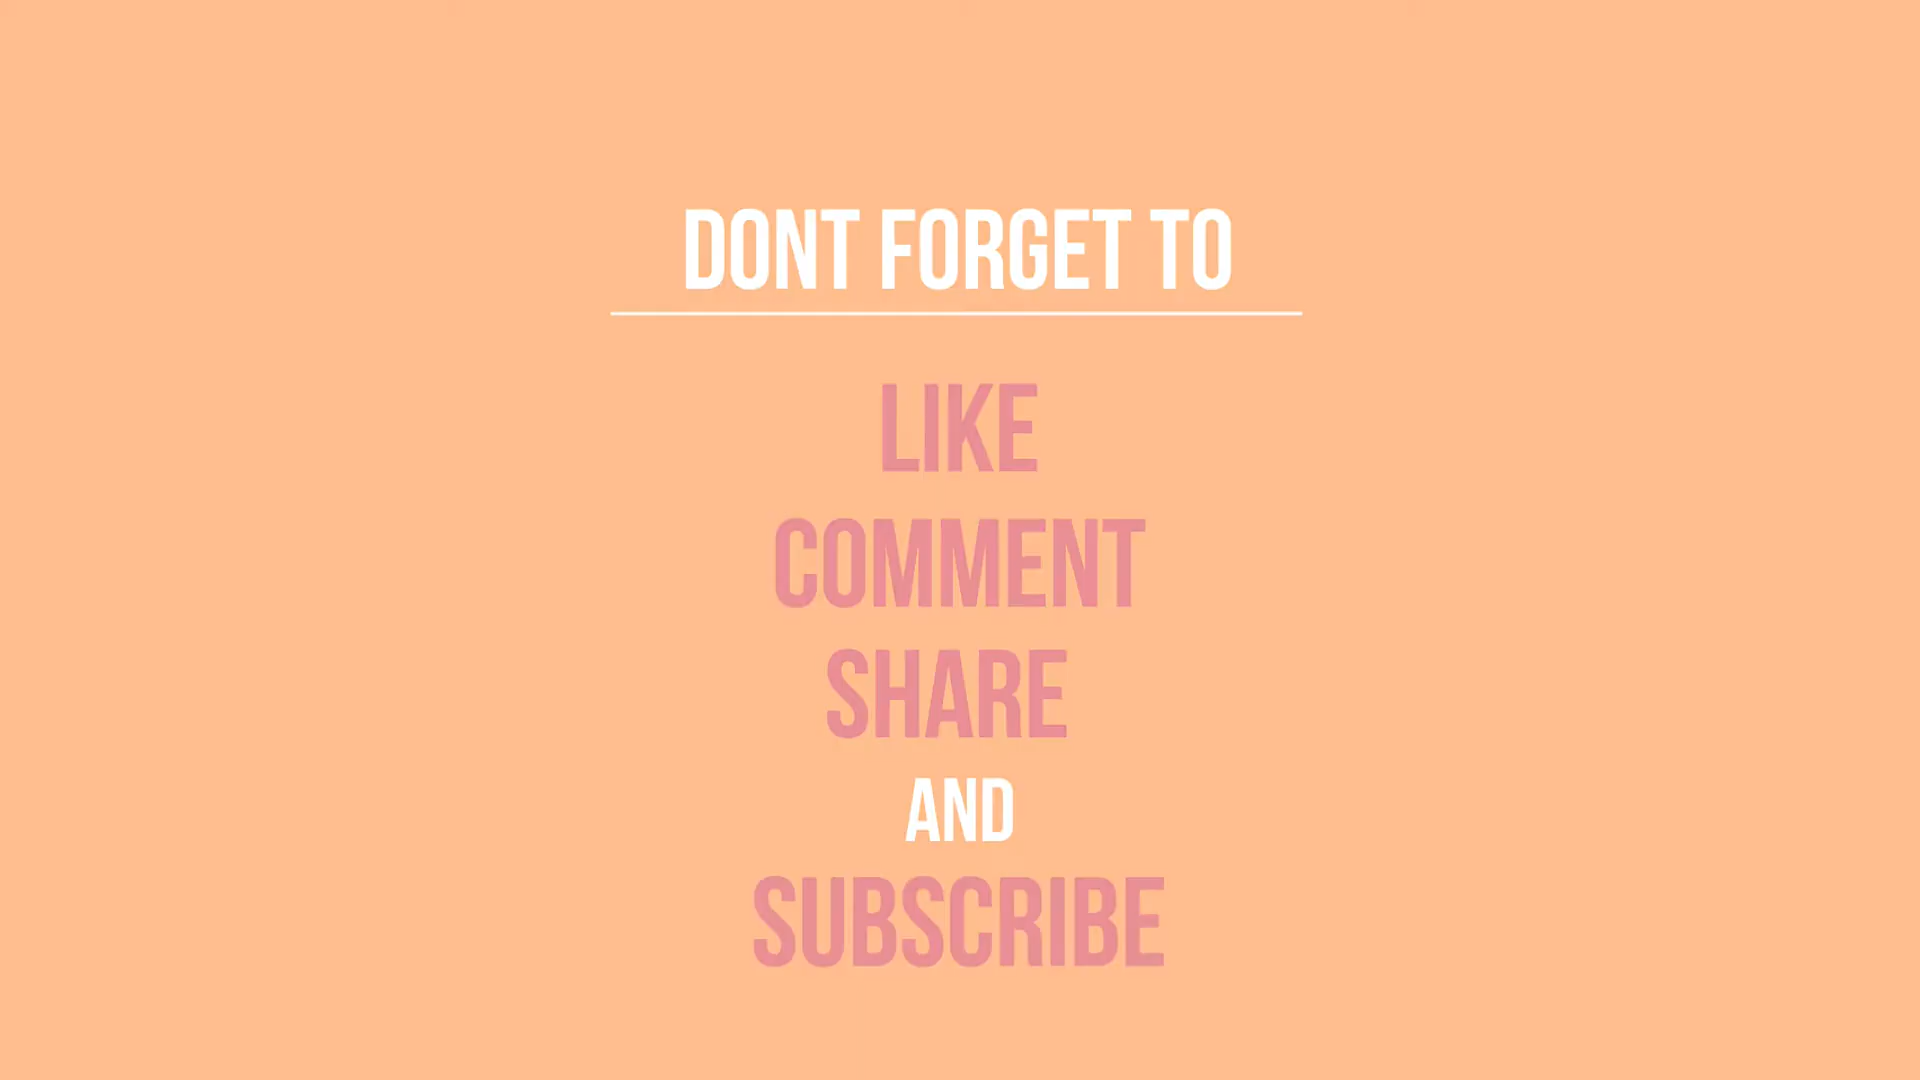 DONT FORGET TO
LIKE
COMMENT
SHARE
AND
SUBSCRIBE